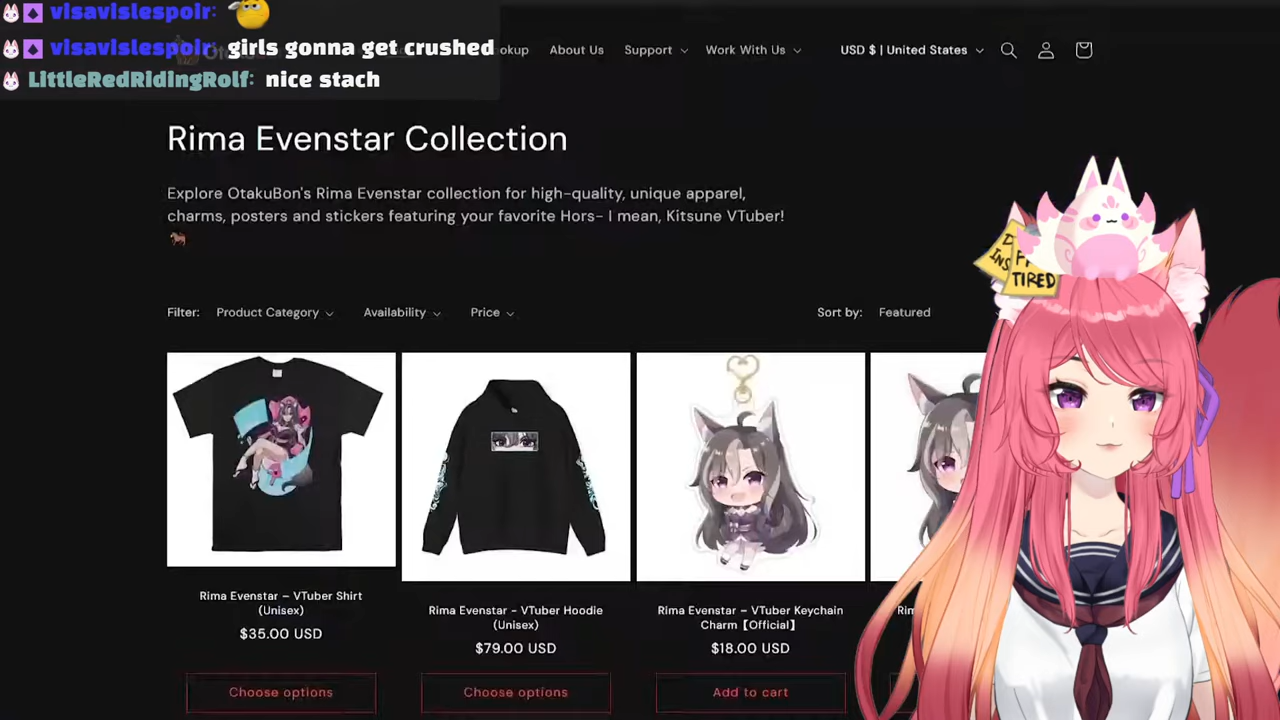 visavislespoir:
visavislespoir: girls gonna get crushed
LittleRedRidingRolf: nice stach
About Us
Support
Work With Us
USD $ | United States
Rima Evenstar Collection
Explore OtakuBon's Rima Evenstar collection for high-quality, unique apparel,
charms, posters and stickers featuring your favorite Hors- I mean, Kitsune VTuber!
Filter:
Product Category
Availability
Price
Sort by:
Featured
TIRED
Rima Evenstar – VTuber Shirt
(Unisex)
$35.00 USD
Choose options
Rima Evenstar - VTuber Hoodie
(Unisex)
$79.00 USD
Choose options
Rima Evenstar – VTuber Keychain
Charm【Official】
$18.00 USD
Add to cart